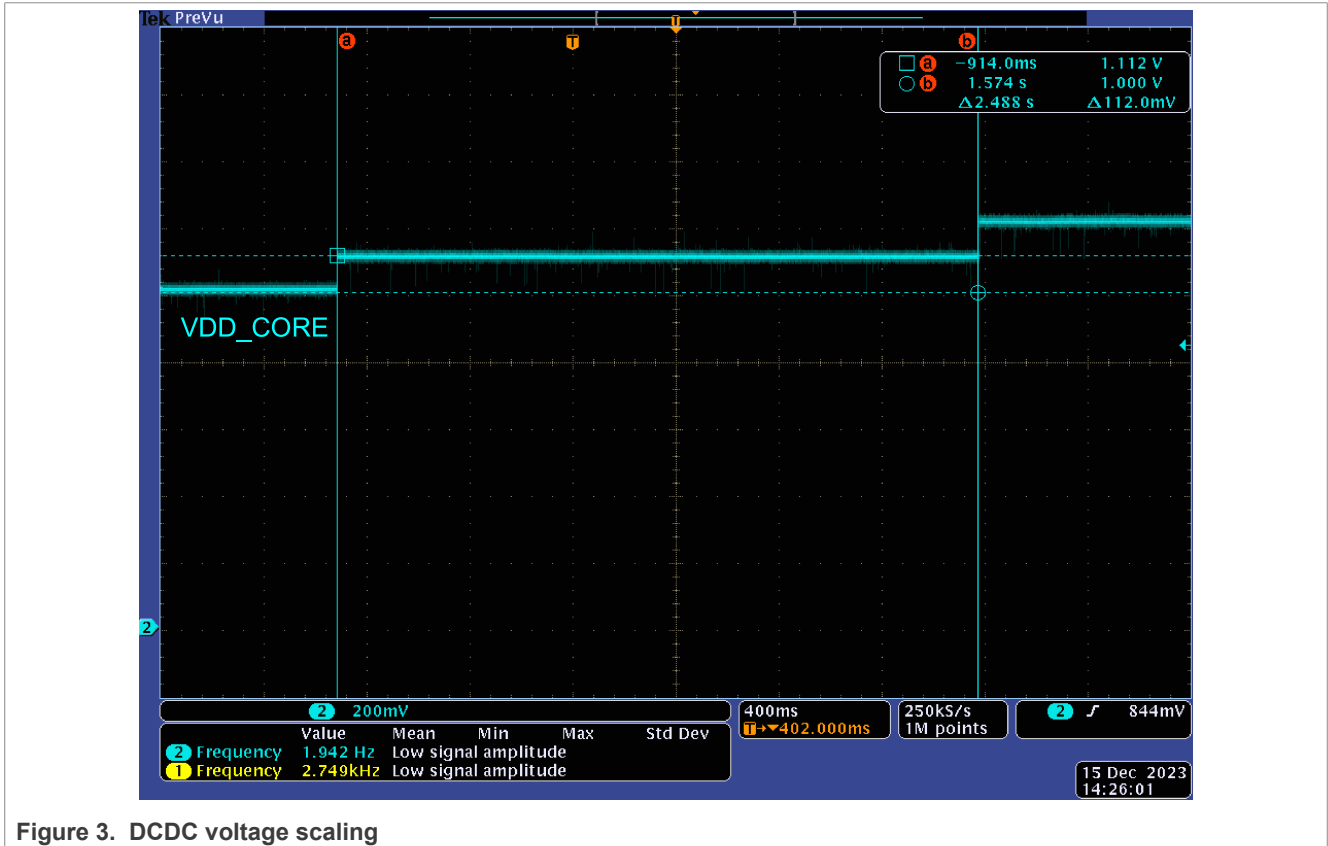 Tek PreVu
T
a
T
b
a −914.0ms 1.112 V
b 1.574 s 1.000 V
Δ2.488 s Δ112.0mV
VDD_CORE
2
2 200mV
400ms
T→▼402.000ms
250kS/s
1M points
2 844mV
Value Mean Min Max Std Dev
2 Frequency 1.942 Hz Low signal amplitude
1 Frequency 2.749kHz Low signal amplitude
15 Dec 2023
14:26:01
Figure 3. DCDC voltage scaling